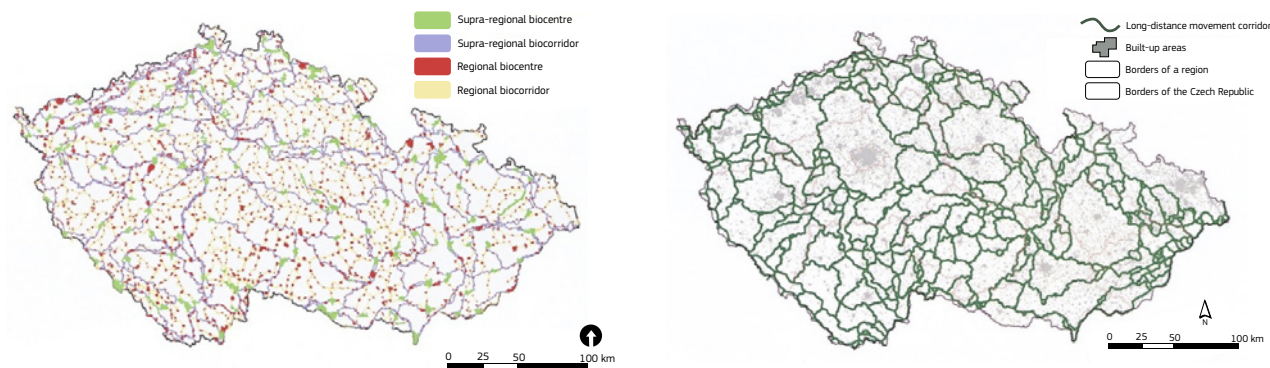 Supra-regional biocentre
Supra-regional biocorridor
Regional biocentre
Regional biocorridor
0 25 50 100 km
Long-distance movement corridor
Built-up areas
Borders of a region
Borders of the Czech Republic
N
0 25 50 100 km